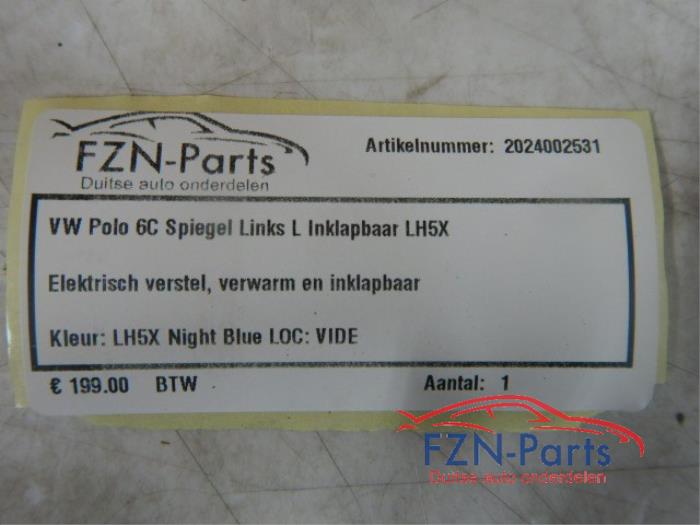 FZN-Parts
Duitse auto onderdelen
Artikelnummer: 2024002531
VW Polo 6C Spiegel Links L Inklapbaar LH5X
Elektrisch verstel, verwarm en inklapbaar
Kleur: LH5X Night Blue LOC: VIDE
€ 199.00 BTW
Aantal: 1
FZN-Parts
Duitse auto onderdelen